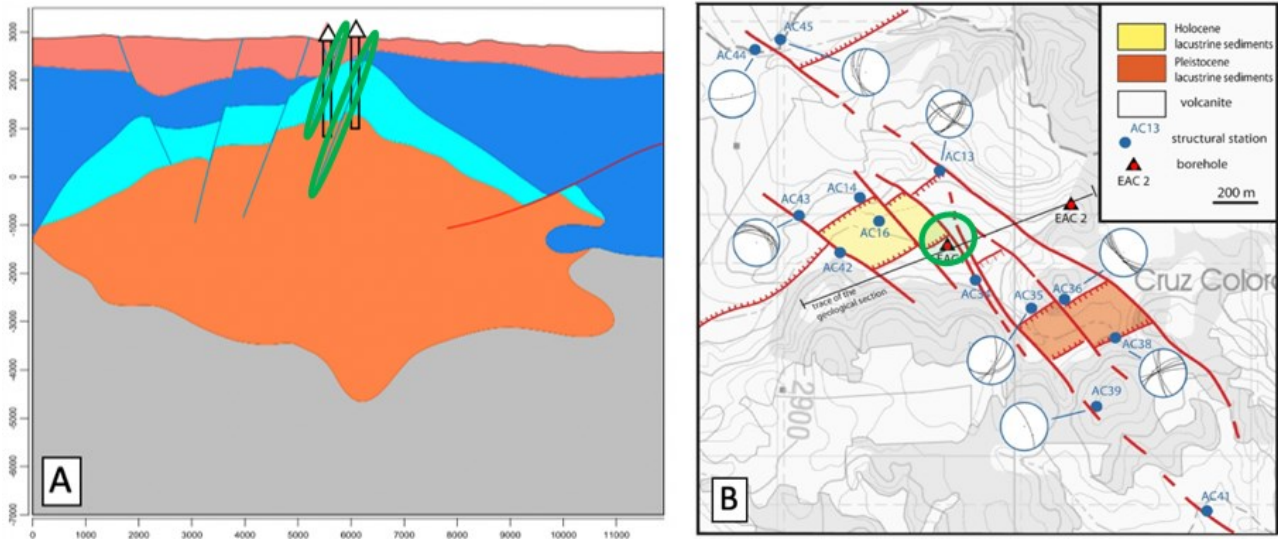 3000
2000
1000
0
-1000
-2000
-3000
-4000
-5000
-6000
-7000
0
1000
2000
3000
4000
5000
6000
7000
8000
9000
10000
11000
A
AC45
AC44
AC13
AC14
AC43
AC16
AC42
EAC 2
AC35
AC36
Cruz Color
AC38
AC39
AC41
trace of the
geological section
2900
B
Holocene
lacustrine sediments
Pleistocene
lacustrine sediments
volcanite
AC13
structural station
borehole
EAC 2
200 m